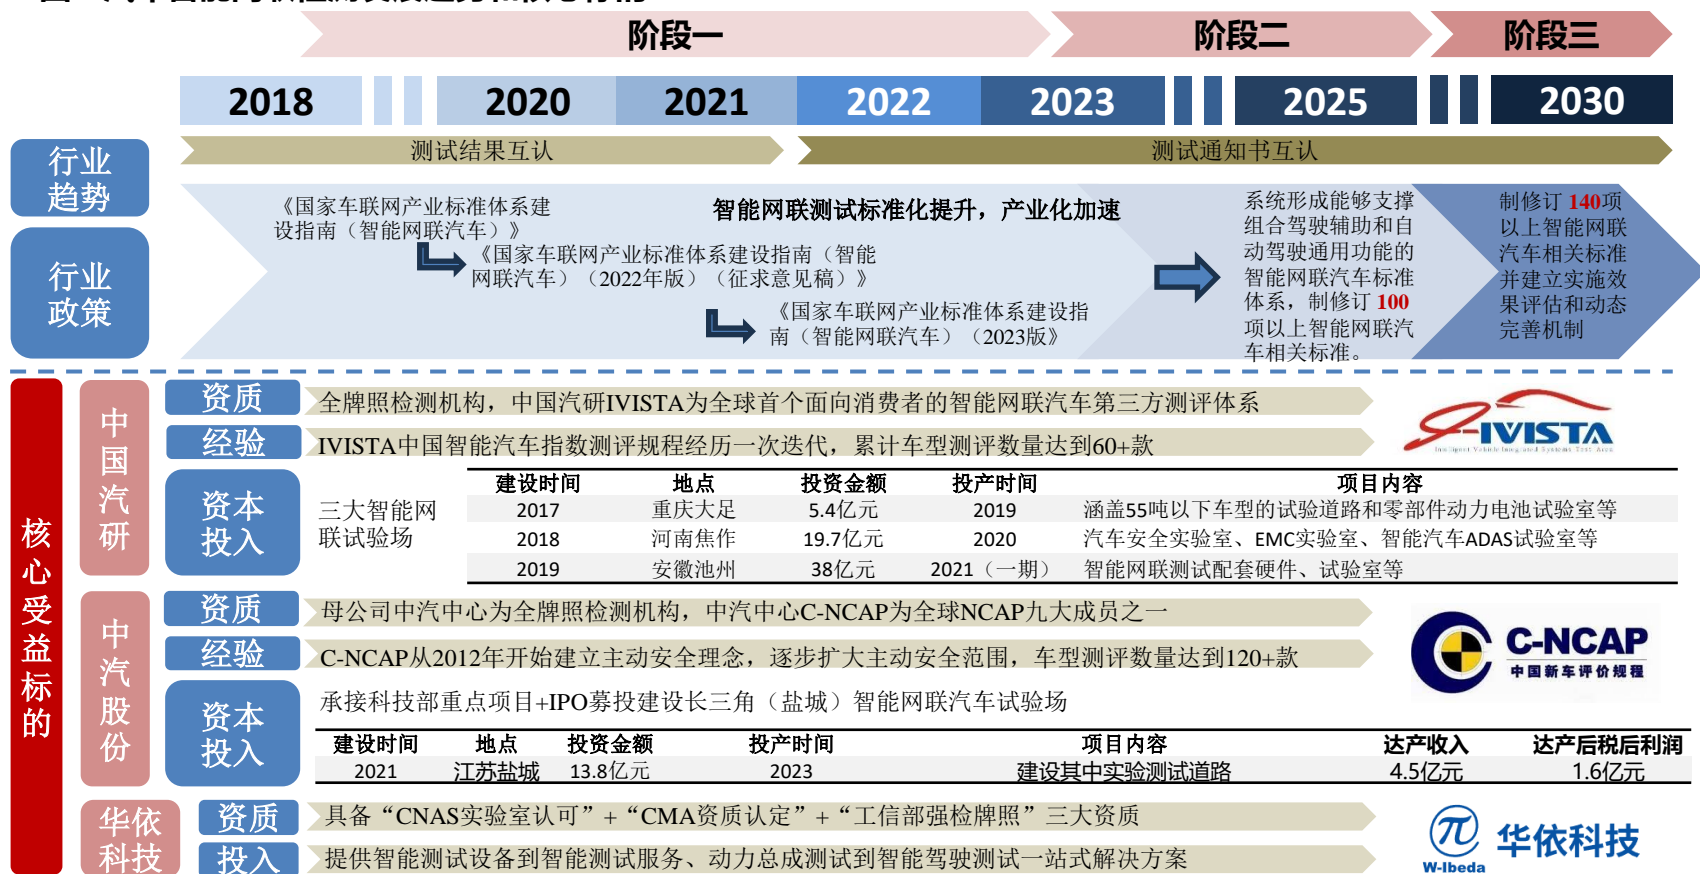 阶段一
阶段二
阶段三
2018
2020
2021
2022
2023
2025
2030
行业
趋势
测试结果互认
测试通知书互认
行业
政策
《国家车联网产业标准体系建
设指南（智能网联汽车）》
智能网联测试标准化提升，产业化加速
《国家车联网产业标准体系建设指南（智能
网联汽车）（2022年版）（征求意见稿）》
《国家车联网产业标准体系建设指
南（智能网联汽车）（2023版》
系统形成能够支撑
组合驾驶辅助和自
动驾驶通用功能的
智能网联汽车标准
体系，制修订 100
项以上智能网联汽
车相关标准。
制修订 140项
以上智能网联
汽车相关标准
并建立实施效
果评估和动态
完善机制
核心受益标的
中国汽研
资质
全牌照检测机构，中国汽研IVISTA为全球首个面向消费者的智能网联汽车第三方测评体系
经验
IVISTA中国智能汽车指数测评规程经历一次迭代，累计车型测评数量达到60+款
i-VISTA
Intelligent Vehicle Integrated Systems Test Area
资本
投入
三大智能网
联试验场
建设时间 地点 投资金额 投产时间 项目内容
2017 重庆大足 5.4亿元 2019 涵盖55吨以下车型的试验道路和零部件动力电池试验室等
2018 河南焦作 19.7亿元 2020 汽车安全实验室、EMC实验室、智能汽车ADAS试验室等
2019 安徽池州 38亿元 2021（一期） 智能网联测试配套硬件、试验室等
中汽股份
资质
母公司中汽中心为全牌照检测机构，中汽中心C-NCAP为全球NCAP九大成员之一
经验
C-NCAP从2012年开始建立主动安全理念，逐步扩大主动安全范围，车型测评数量达到120+款
C-NCAP
中国新车评价规程
资本
投入
承接科技部重点项目+IPO募投建设长三角（盐城）智能网联汽车试验场
建设时间 地点 投资金额 投产时间 项目内容 达产收入 达产后税后利润
2021 江苏盐城 13.8亿元 2023 建设其中实验测试道路 4.5亿元 1.6亿元
华依
科技
资质
具备“CNAS实验室认可”+“CMA资质认定”+“工信部强检牌照”三大资质
投入
提供智能测试设备到智能测试服务、动力总成测试到智能驾驶测试一站式解决方案
π
W-Ibeda
华依科技